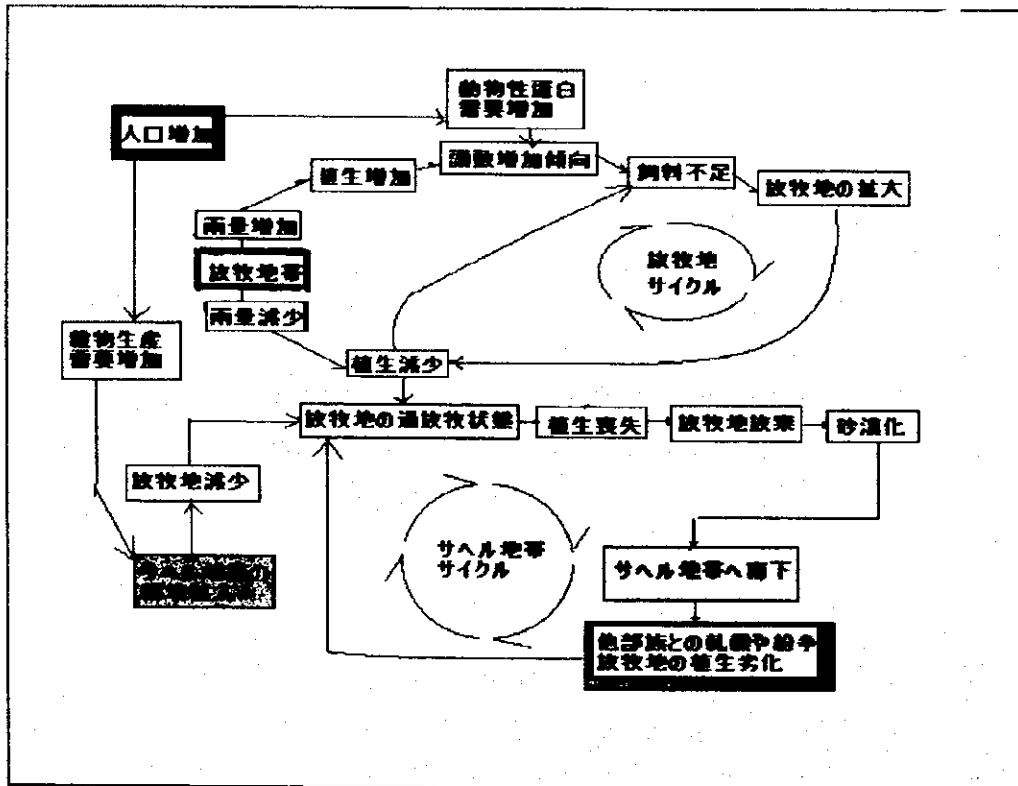 動物性蛋白
需要増加
人口増加
増加傾向
植生増加
飼料不足
放牧地の拡大
雨量増加
放牧地帯
雨量減少
放牧地
サイクル
植物生産
需要増加
植生減少
放牧地の過放牧状態
植生喪失
放牧地放棄
砂漠化
放牧地減少
サヘル地帯
サイクル
サヘル地帯へ南下
他部族との軋轢や紛争
放牧地の植生劣化